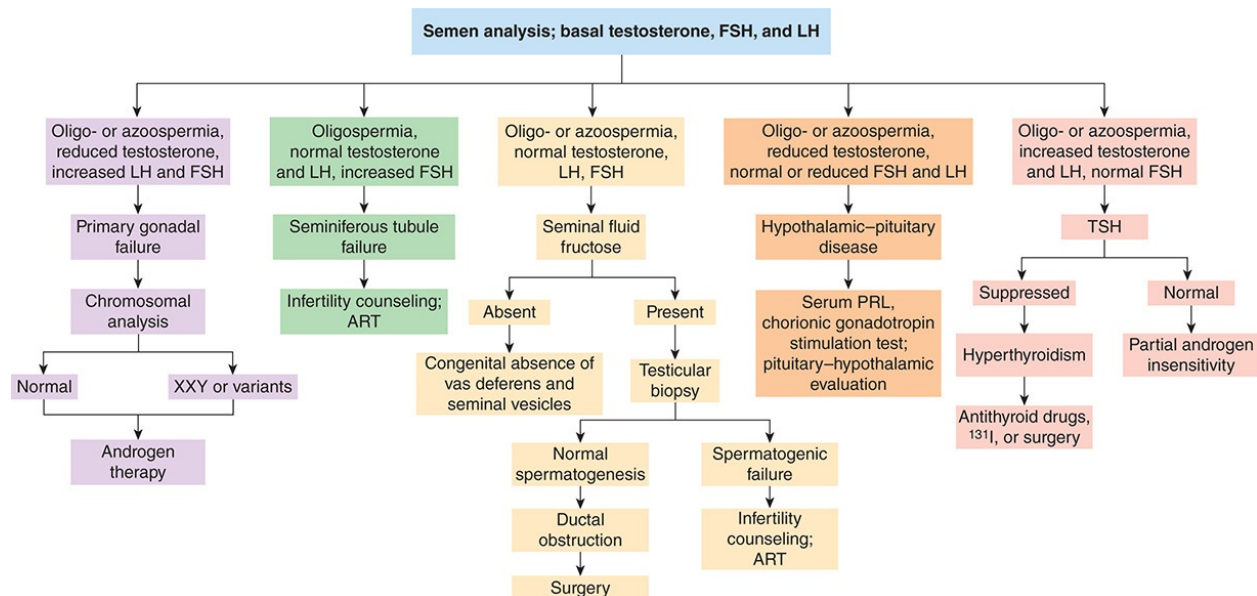 Semen analysis; basal testosterone, FSH, and LH
Oligo- or azoospermia,
reduced testosterone,
increased LH and FSH
Primary gonadal
failure
Chromosomal
analysis
Normal
XXY or variants
Androgen
therapy
Oligospermia,
normal testosterone
and LH, increased FSH
Seminiferous tubule
failure
Infertility counseling;
ART
Oligo- or azoospermia,
normal testosterone,
LH, FSH
Seminal fluid
fructose
Absent
Present
Congenital absence of
vas deferens and
seminal vesicles
Testicular
biopsy
Normal
spermatogenesis
Spermatogenic
failure
Ductal
obstruction
Infertility
counseling;
ART
Surgery
Oligo- or azoospermia,
reduced testosterone,
normal or reduced FSH and LH
Hypothalamic–pituitary
disease
Serum PRL,
chorionic gonadotropin
stimulation test;
pituitary–hypothalamic
evaluation
Oligo- or azoospermia,
increased testosterone
and LH, normal FSH
TSH
Suppressed
Normal
Hyperthyroidism
Partial androgen
insensitivity
Antithyroid drugs,
¹³¹I, or surgery